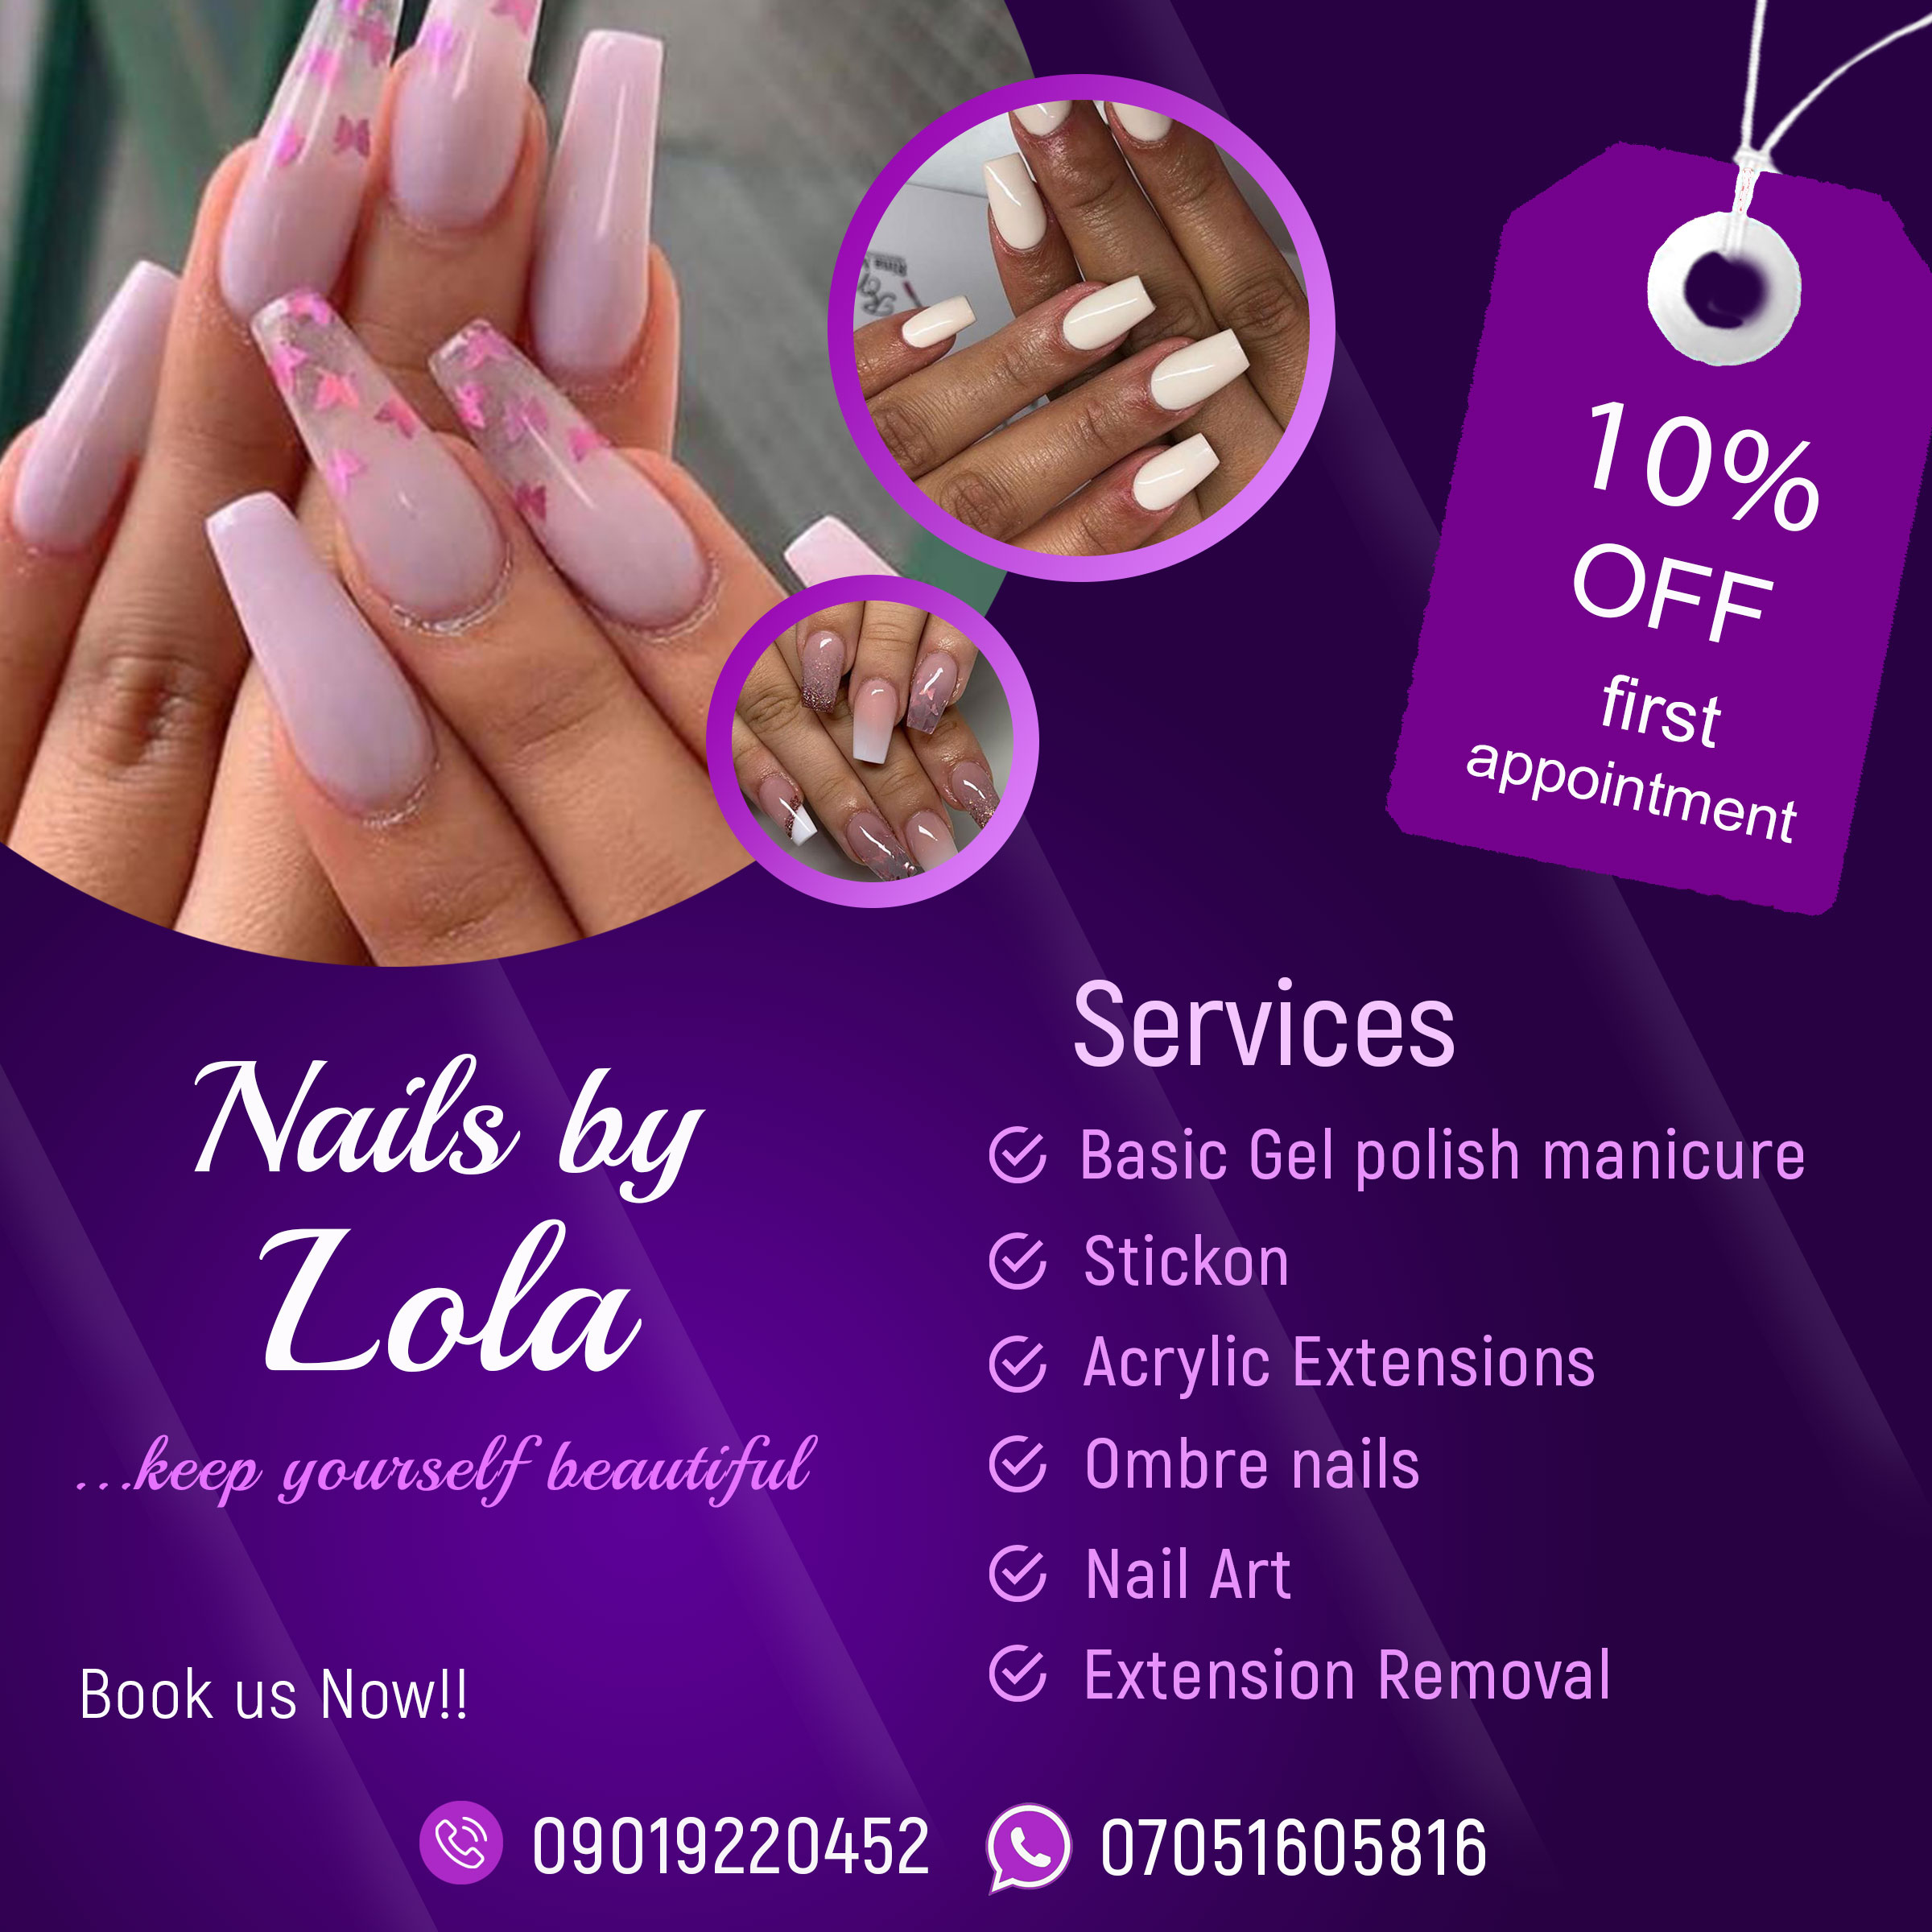 10%
OFF
first
appointment
Nails by
Lola
...keep yourself beautiful
Services
Basic Gel polish manicure
Stickon
Acrylic Extensions
Ombre nails
Nail Art
Extension Removal
Book us Now!!
09019220452
07051605816